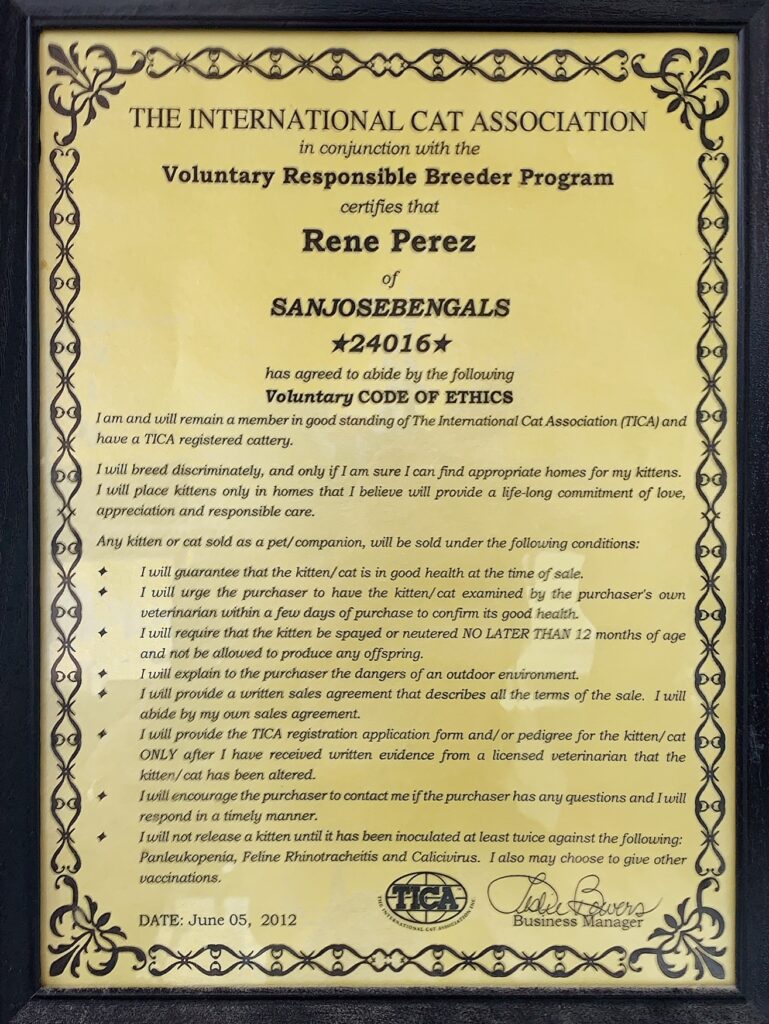 THE INTERNATIONAL CAT ASSOCIATION
in conjunction with the
Voluntary Responsible Breeder Program
certifies that
Rene Perez
of
SANJOSEBENGALS
★24016★
has agreed to abide by the following
Voluntary CODE OF ETHICS
I am and will remain a member in good standing of The International Cat Association (TICA) and
have a TICA registered cattery.
I will breed discriminately, and only if I am sure I can find appropriate homes for my kittens.
I will place kittens only in homes that I believe will provide a life-long commitment of love,
appreciation and responsible care.
Any kitten or cat sold as a pet/companion, will be sold under the following conditions:
✦ I will guarantee that the kitten/cat is in good health at the time of sale.
✦ I will urge the purchaser to have the kitten/cat examined by the purchaser's own
veterinarian within a few days of purchase to confirm its good health.
✦ I will require that the kitten be spayed or neutered NO LATER THAN 12 months of age
and not be allowed to produce any offspring.
✦ I will explain to the purchaser the dangers of an outdoor environment.
✦ I will provide a written sales agreement that describes all the terms of the sale. I will
abide by my own sales agreement.
✦ I will provide the TICA registration application form and/or pedigree for the kitten/cat
ONLY after I have received written evidence from a licensed veterinarian that the
kitten/cat has been altered.
✦ I will encourage the purchaser to contact me if the purchaser has any questions and I will
respond in a timely manner.
✦ I will not release a kitten until it has been inoculated at least twice against the following:
Panleukopenia, Feline Rhinotracheitis and Calicivirus. I also may choose to give other
vaccinations.
TICA
THE INTERNATIONAL CAT ASSOCIATION INC
Leslie Bowers
DATE: June 05, 2012
Business Manager